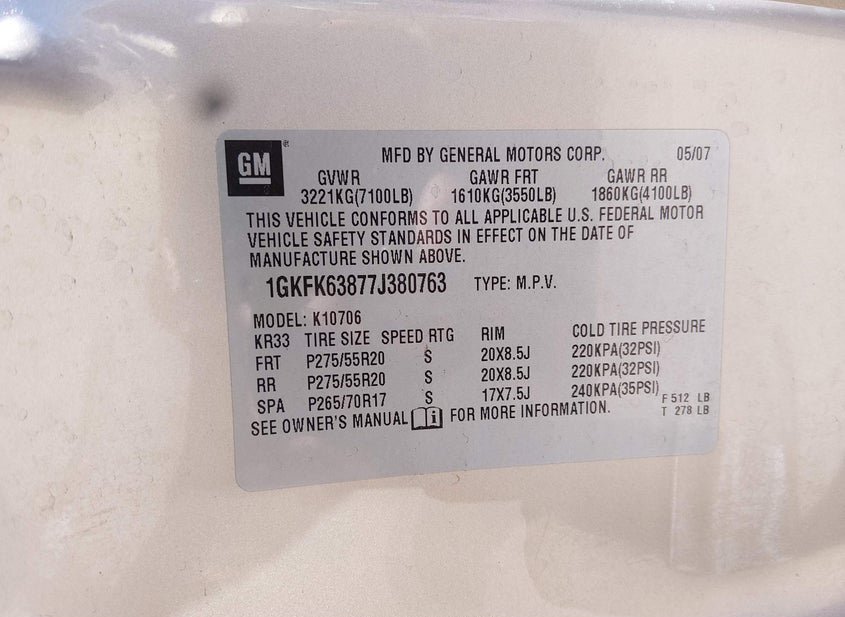 GM ® MFD BY GENERAL MOTORS CORP. 05/07
GVWR GAWR FRT GAWR RR
3221KG(7100LB) 1610KG(3550LB) 1860KG(4100LB)
THIS VEHICLE CONFORMS TO ALL APPLICABLE U.S. FEDERAL MOTOR
VEHICLE SAFETY STANDARDS IN EFFECT ON THE DATE OF
MANUFACTURE SHOWN ABOVE.
1GKFK63877J380763 TYPE: M.P.V.
MODEL: K10706
KR33 TIRE SIZE SPEED RTG RIM COLD TIRE PRESSURE
FRT P275/55R20 S 20X8.5J 220KPA(32PSI)
RR P275/55R20 S 20X8.5J 220KPA(32PSI)
SPA P265/70R17 S 17X7.5J 240KPA(35PSI)
SEE OWNER'S MANUAL i FOR MORE INFORMATION.
F 512 LB
T 278 LB